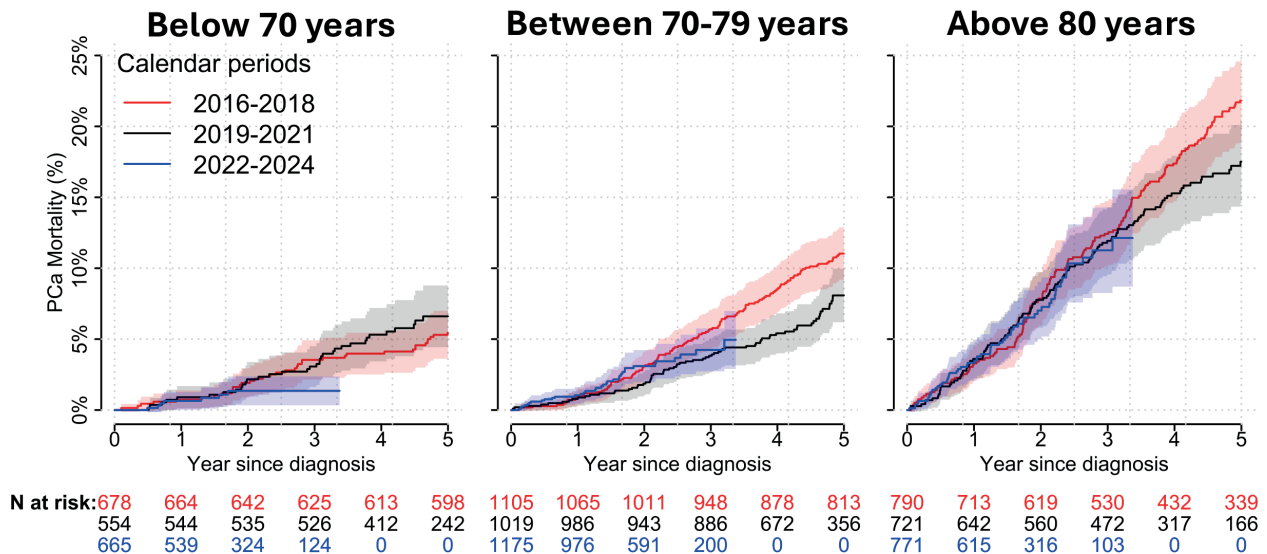 Below 70 years
Between 70-79 years
Above 80 years
Calendar periods
2016-2018
2019-2021
2022-2024
PCa Mortality (%)
25%
20%
15%
10%
5%
0%
0 1 2 3 4 5
0 1 2 3 4 5
0 1 2 3 4 5
Year since diagnosis
Year since diagnosis
Year since diagnosis
N at risk: 678 664 642 625 613 598 1105 1065 1011 948 878 813 790 713 619 530 432 339
554 544 535 526 412 242 1019 986 943 886 672 356 721 642 560 472 317 166
665 539 324 124 0 0 1175 976 591 200 0 0 771 615 316 103 0 0